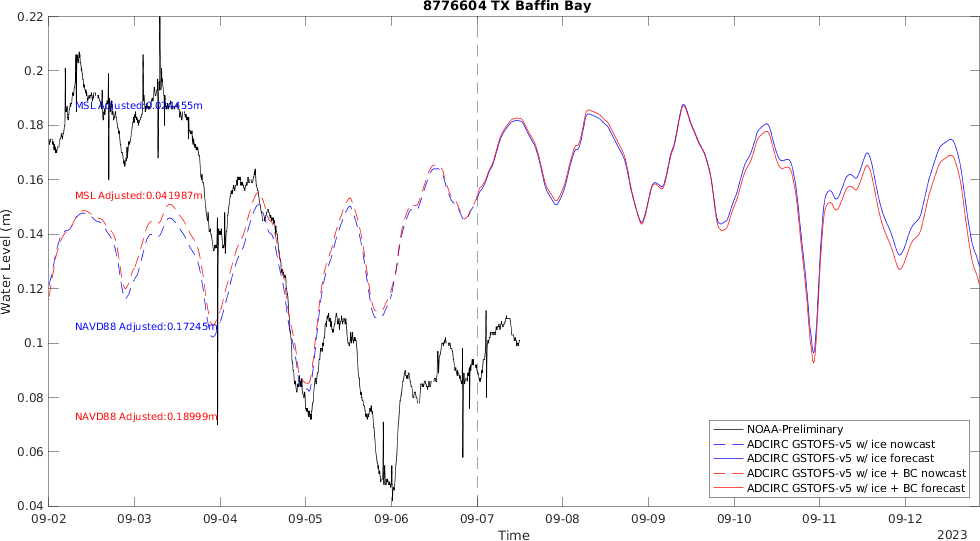 8776604 TX Baffin Bay
0.22
0.2
0.18
0.16
0.14
0.12
0.1
0.08
0.06
0.04
Water Level (m)
MSL Adjusted:0.024455m
MSL Adjusted:0.041987m
NAVD88 Adjusted:0.17245m
NAVD88 Adjusted:0.18999m
NOAA-Preliminary
ADCIRC GSTOFS-v5 w/ ice nowcast
ADCIRC GSTOFS-v5 w/ ice forecast
ADCIRC GSTOFS-v5 w/ ice + BC nowcast
ADCIRC GSTOFS-v5 w/ ice + BC forecast
09-02 09-03 09-04 09-05 09-06 09-07 09-08 09-09 09-10 09-11 09-12
Time
2023